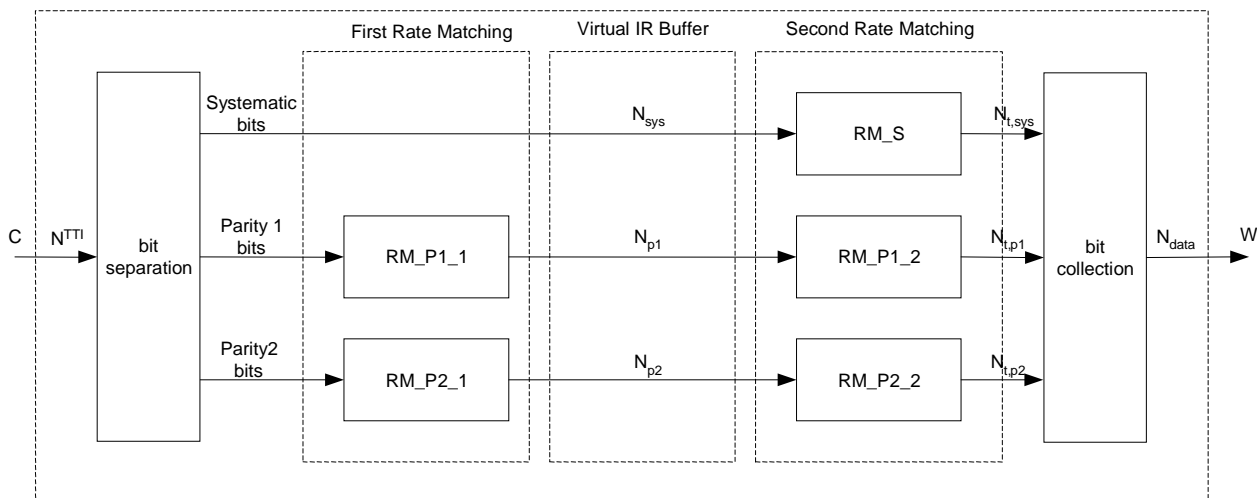 First Rate Matching
Virtual IR Buffer
Second Rate Matching
Systematic
bits
N_sys
RM_S
N_t,sys
C
N^TTI
bit
separation
Parity 1
bits
RM_P1_1
N_p1
RM_P1_2
N_t,p1
bit
collection
N_data
W
Parity2
bits
RM_P2_1
N_p2
RM_P2_2
N_t,p2